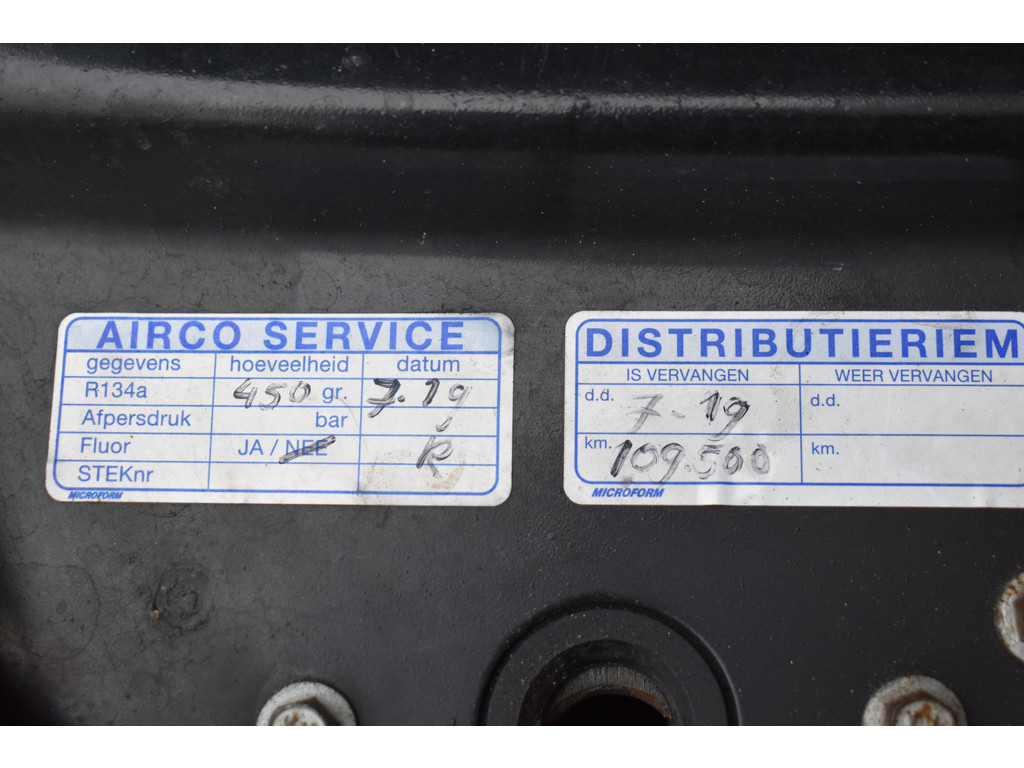 AIRCO SERVICE
gegevens hoeveelheid datum
R134a 450 gr. 7.19
Afpersdruk bar
Fluor JA / NEE
STEKnr
MICROFORM
DISTRIBUTIERIEM
IS VERVANGEN WEER VERVANGEN
d.d. 7-19 d.d.
km. 109.500 km.
MICROFORM